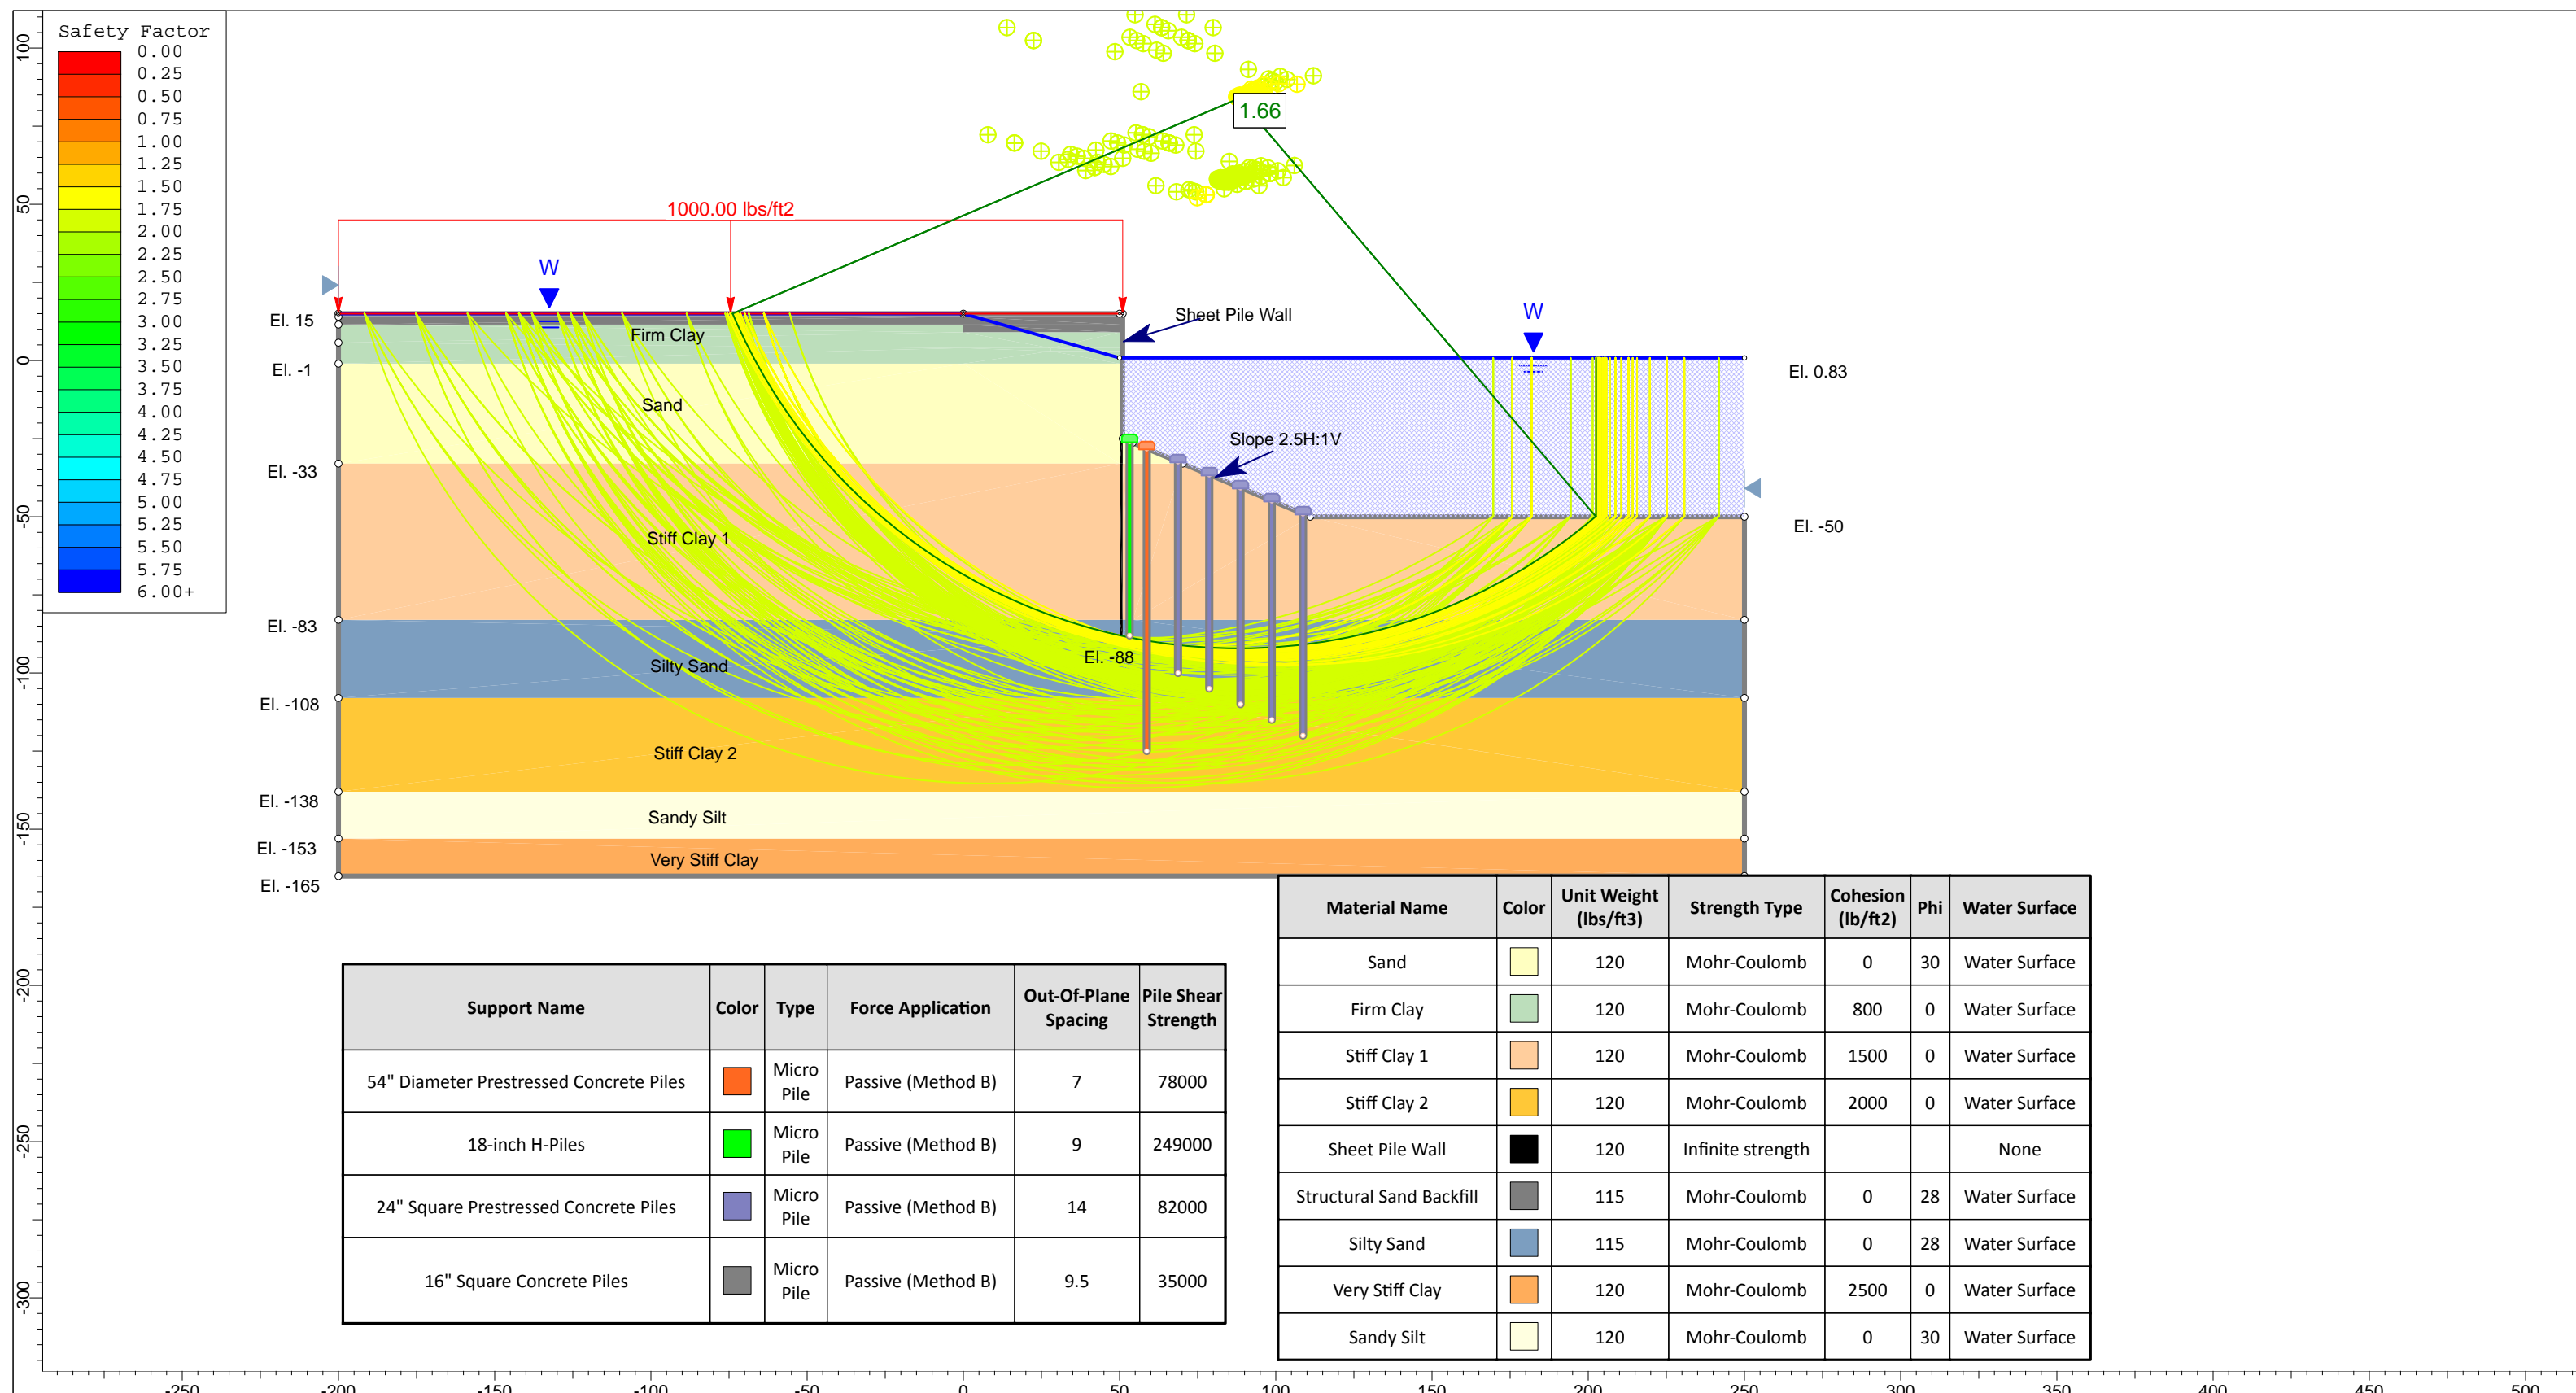 Safety Factor
0.00
0.25
0.50
0.75
1.00
1.25
1.50
1.75
2.00
2.25
2.50
2.75
3.00
3.25
3.50
3.75
4.00
4.25
4.50
4.75
5.00
5.25
5.50
5.75
6.00+
100
50
0
-50
-100
-150
-200
-250
-300
1.66
1000.00 lbs/ft2
W
W
Sheet Pile Wall
El. 15
Firm Clay
El. -1
El. 0.83
Sand
Slope 2.5H:1V
El. -33
El. -50
Stiff Clay 1
El. -83
El. -88
Silty Sand
El. -108
Stiff Clay 2
El. -138
Sandy Silt
El. -153
Very Stiff Clay
El. -165
Support Name Color Type Force Application Out-Of-Plane Spacing Pile Shear Strength
54" Diameter Prestressed Concrete Piles Micro Pile Passive (Method B) 7 78000
18-inch H-Piles Micro Pile Passive (Method B) 9 249000
24" Square Prestressed Concrete Piles Micro Pile Passive (Method B) 14 82000
16" Square Concrete Piles Micro Pile Passive (Method B) 9.5 35000
Material Name Color Unit Weight (lbs/ft3) Strength Type Cohesion (lb/ft2) Phi Water Surface
Sand 120 Mohr-Coulomb 0 30 Water Surface
Firm Clay 120 Mohr-Coulomb 800 0 Water Surface
Stiff Clay 1 120 Mohr-Coulomb 1500 0 Water Surface
Stiff Clay 2 120 Mohr-Coulomb 2000 0 Water Surface
Sheet Pile Wall 120 Infinite strength None
Structural Sand Backfill 115 Mohr-Coulomb 0 28 Water Surface
Silty Sand 115 Mohr-Coulomb 0 28 Water Surface
Very Stiff Clay 120 Mohr-Coulomb 2500 0 Water Surface
Sandy Silt 120 Mohr-Coulomb 0 30 Water Surface
-250 -200 -150 -100 -50 0 50 100 150 200 250 300 350 400 450 500